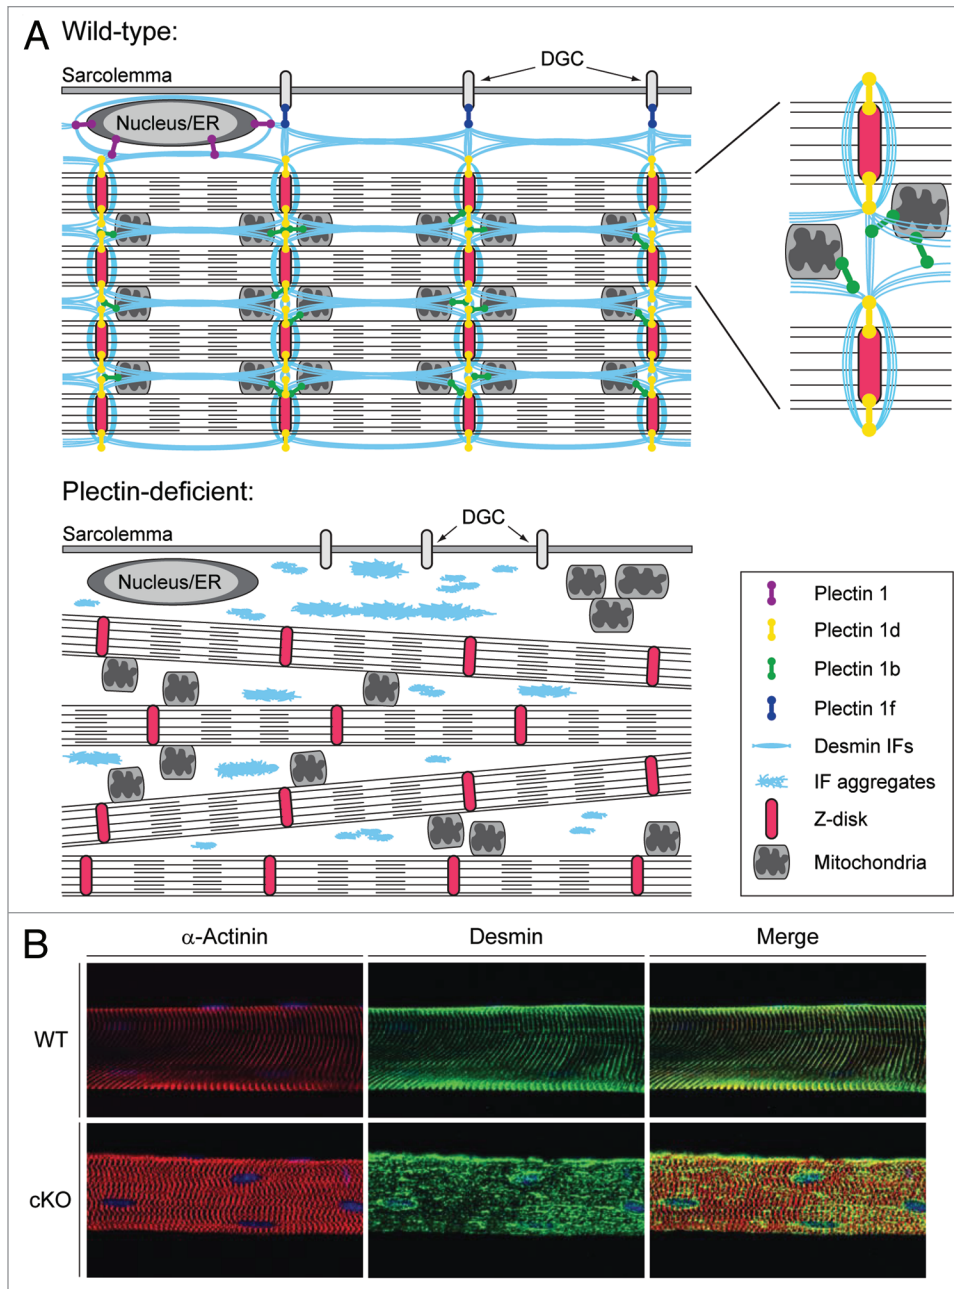 A
Wild-type:
DGC
Sarcolemma
Nucleus/ER
Plectin-deficient:
DGC
Sarcolemma
Nucleus/ER
Plectin 1
Plectin 1d
Plectin 1b
Plectin 1f
Desmin IFs
IF aggregates
Z-disk
Mitochondria
B
α-Actinin
Desmin
Merge
WT
cKO